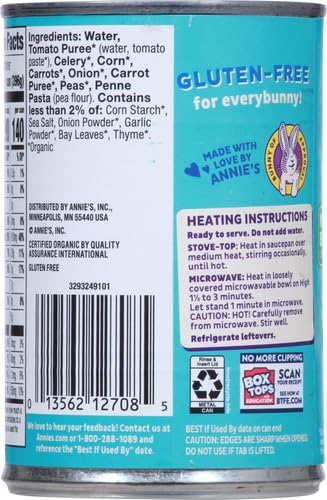 Facts
140
Ingredients: Water,
Tomato Puree* (water, tomato
paste*), Celery*, Corn*,
Carrots*, Onion*, Carrot
Puree*, Peas*, Penne
Pasta (pea flour). Contains
less than 2% of: Corn Starch*,
Sea Salt, Onion Powder*, Garlic
Powder*, Bay Leaves*, Thyme*.
*Organic
DISTRIBUTED BY ANNIE'S, INC.,
MINNEAPOLIS, MN 55440 USA
© ANNIE'S, INC.
CERTIFIED ORGANIC BY QUALITY
ASSURANCE INTERNATIONAL
GLUTEN FREE
3293249101
0 13562 12708 5
Contact us at
Annies.com or 1-800-288-1089 and
reference the "Best If Used By" date.
GLUTEN-FREE
for everybunny!
MADE WITH
LOVE BY
ANNIE'S
BUNNY OF APPROVAL
HEATING INSTRUCTIONS
Ready to serve. Do not add water.
STOVE-TOP: Heat in saucepan over
medium heat, stirring occasionally,
until hot.
MICROWAVE: Heat in loosely
covered microwavable bowl on High
1½ to 3 minutes.
Let stand 1 minute in microwave.
CAUTION: HOT! Carefully remove
from microwave. Stir well.
Refrigerate leftovers.
Rinse &
Insert Lid
METAL
CAN
NO MORE CLIPPING
BOX
TOPS
FOR EDUCATION
SCAN
YOUR RECEIPT
SEE HOW AT
BTFE.COM
BEST If Used By date on can end
CAUTION: EDGES ARE SHARP WHEN OPENED.
DO NOT USE IF TAB IS LIFTED.